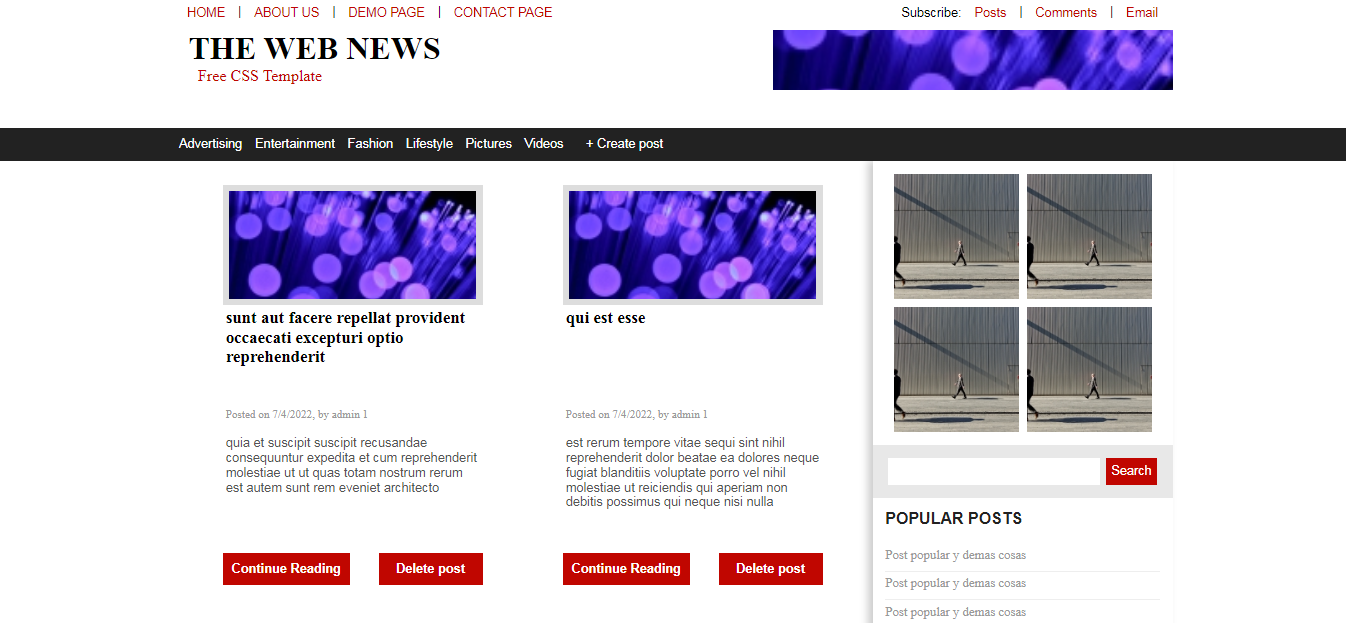 HOME | ABOUT US | DEMO PAGE | CONTACT PAGE
Subscribe: Posts | Comments | Email
THE WEB NEWS
Free CSS Template
Advertising Entertainment Fashion Lifestyle Pictures Videos + Create post
sunt aut facere repellat provident
occaecati excepturi optio
reprehenderit
Posted on 7/4/2022, by admin 1
quia et suscipit suscipit recusandae
consequuntur expedita et cum reprehenderit
molestiae ut ut quas totam nostrum rerum
est autem sunt rem eveniet architecto
Continue Reading Delete post
qui est esse
Posted on 7/4/2022, by admin 1
est rerum tempore vitae sequi sint nihil
reprehenderit dolor beatae ea dolores neque
fugiat blanditiis voluptate porro vel nihil
molestiae ut reiciendis qui aperiam non
debitis possimus qui neque nisi nulla
Continue Reading Delete post
Search
POPULAR POSTS
Post popular y demas cosas
Post popular y demas cosas
Post popular y demas cosas